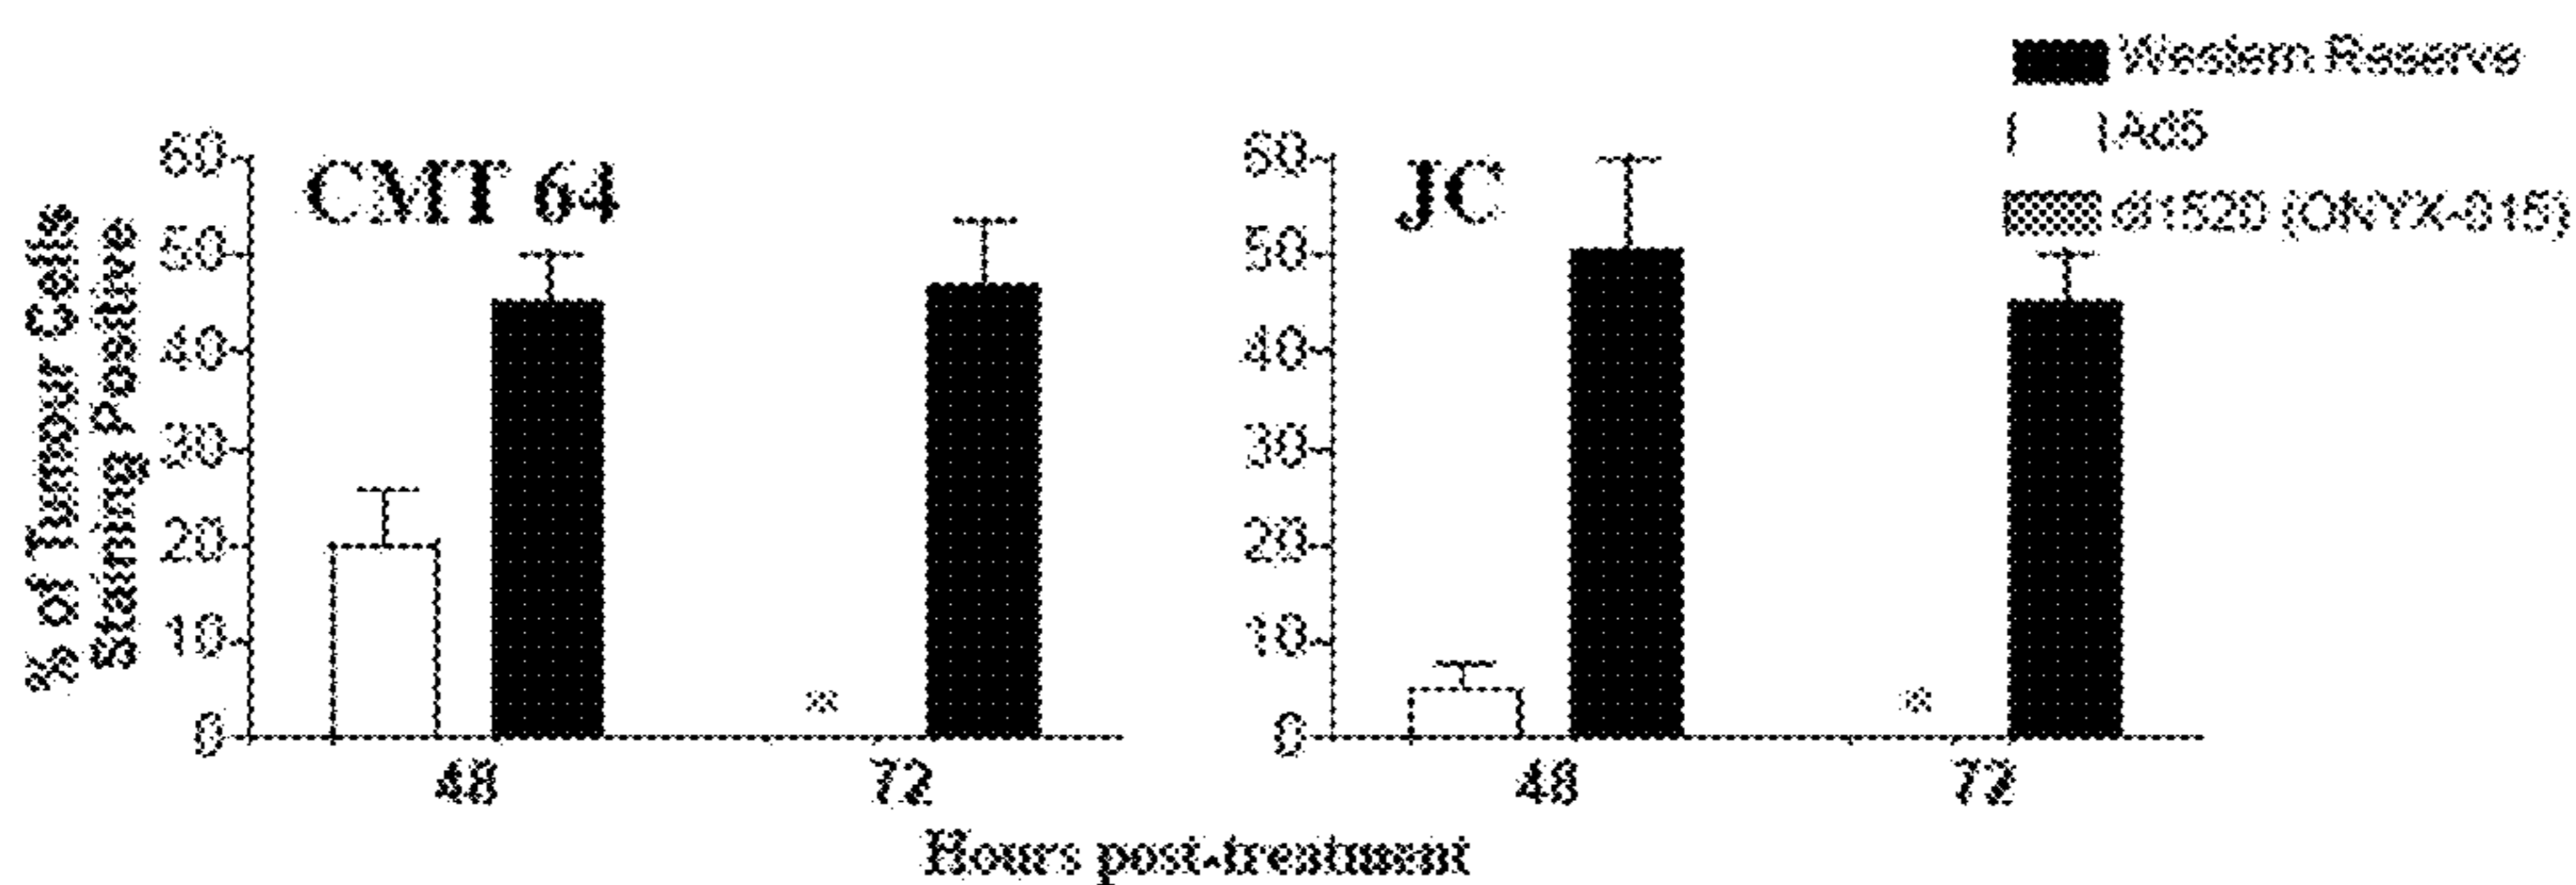 Western Reserve
Ad5
dl1520 (ONYX-015)
% of Tumour Cells
Staining Positive
CMT 64
60
50
40
30
20
10
0
48
72
*
JC
60
50
40
30
20
10
0
48
72
*
Hours post-treatment